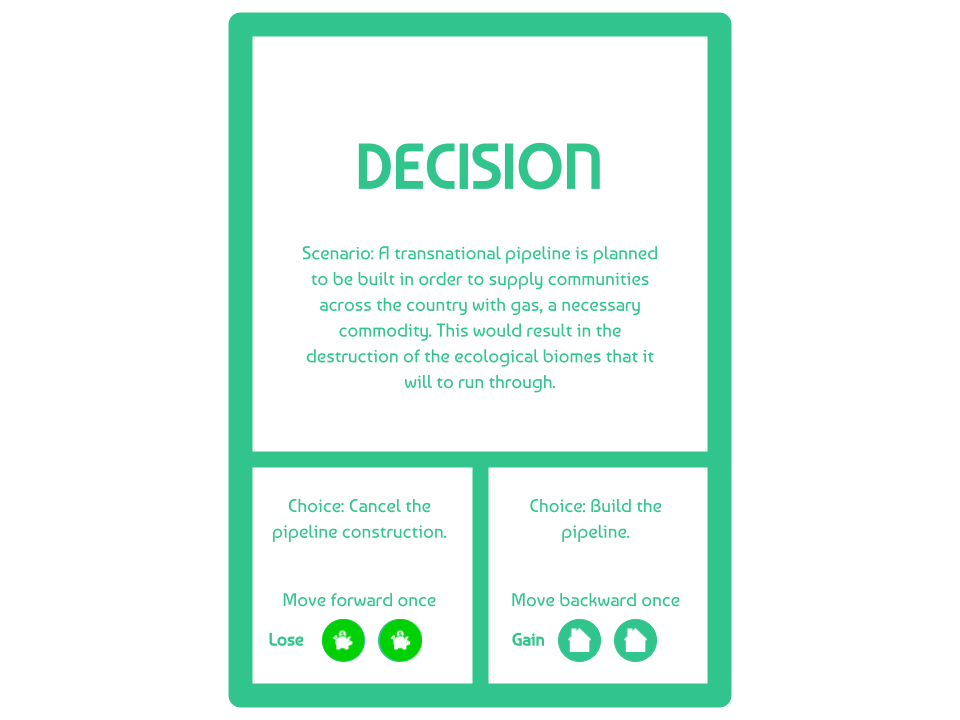 DECISION
Scenario: A transnational pipeline is planned
to be built in order to supply communities
across the country with gas, a necessary
commodity. This would result in the
destruction of the ecological biomes that it
will to run through.
Choice: Cancel the
pipeline construction.
Move forward once
Lose
Choice: Build the
pipeline.
Move backward once
Gain